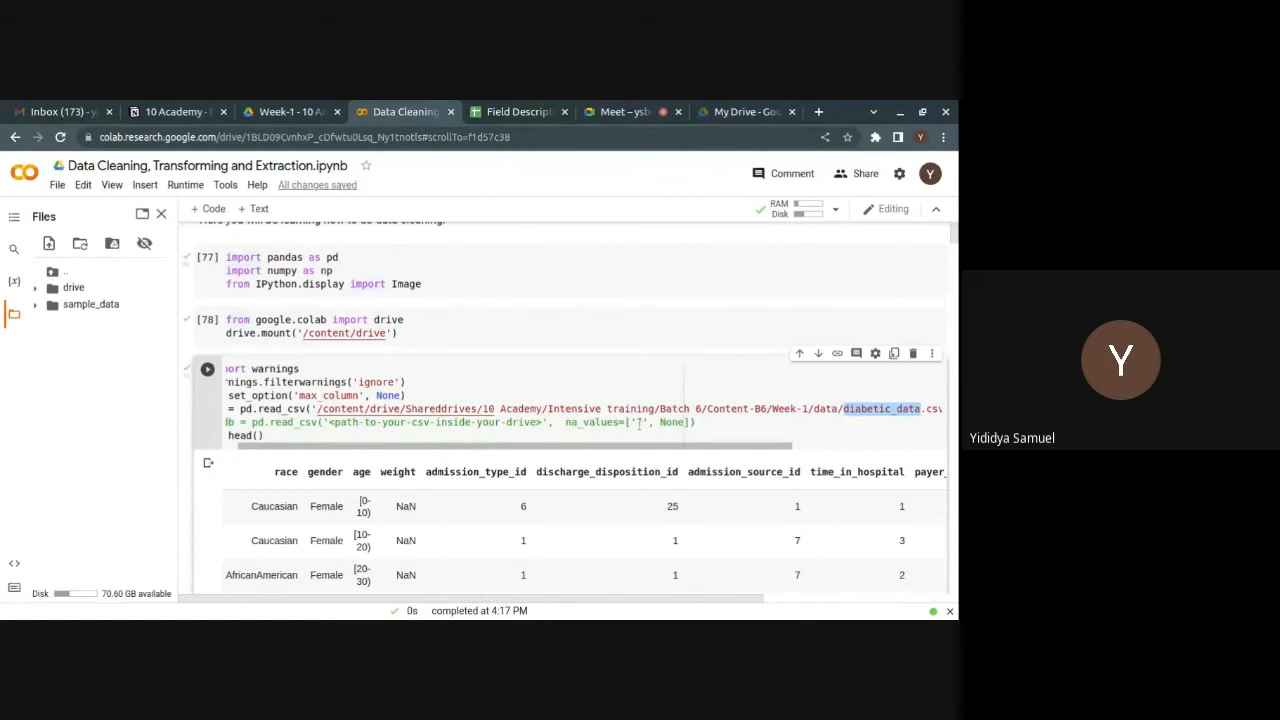 Inbox (173) - y
10 Academy - P
Week-1 - 10 Ac
Data Cleaning,
Field Descript
Meet – ysb
My Drive - Goo
colab.research.google.com/drive/1BLD09CvnhxP_cDfwtu0Lsq_Ny1tnotls#scrollTo=f1d57c38
Data Cleaning, Transforming and Extraction.ipynb
Comment
Share
Y
File Edit View Insert Runtime Tools Help All changes saved
Files
+ Code + Text
RAM
Disk
Editing
..
drive
sample_data
[77] import pandas as pd
import numpy as np
from IPython.display import Image
[78] from google.colab import drive
drive.mount('/content/drive')
ort warnings
nings.filterwarnings('ignore')
set_option('max_column', None)
= pd.read_csv('/content/drive/Shareddrives/10 Academy/Intensive training/Batch 6/Content-B6/Week-1/data/diabetic_data.csv
db = pd.read_csv('<path-to-your-csv-inside-your-drive>', na_values=['?', None])
head()
race gender age weight admission_type_id discharge_disposition_id admission_source_id time_in_hospital payer_
Caucasian Female [0-10) NaN 6 25 1 1
Caucasian Female [10-20) NaN 1 1 7 3
AfricanAmerican Female [20-30) NaN 1 1 7 2
Disk 70.60 GB available
0s completed at 4:17 PM
Y
Yididya Samuel